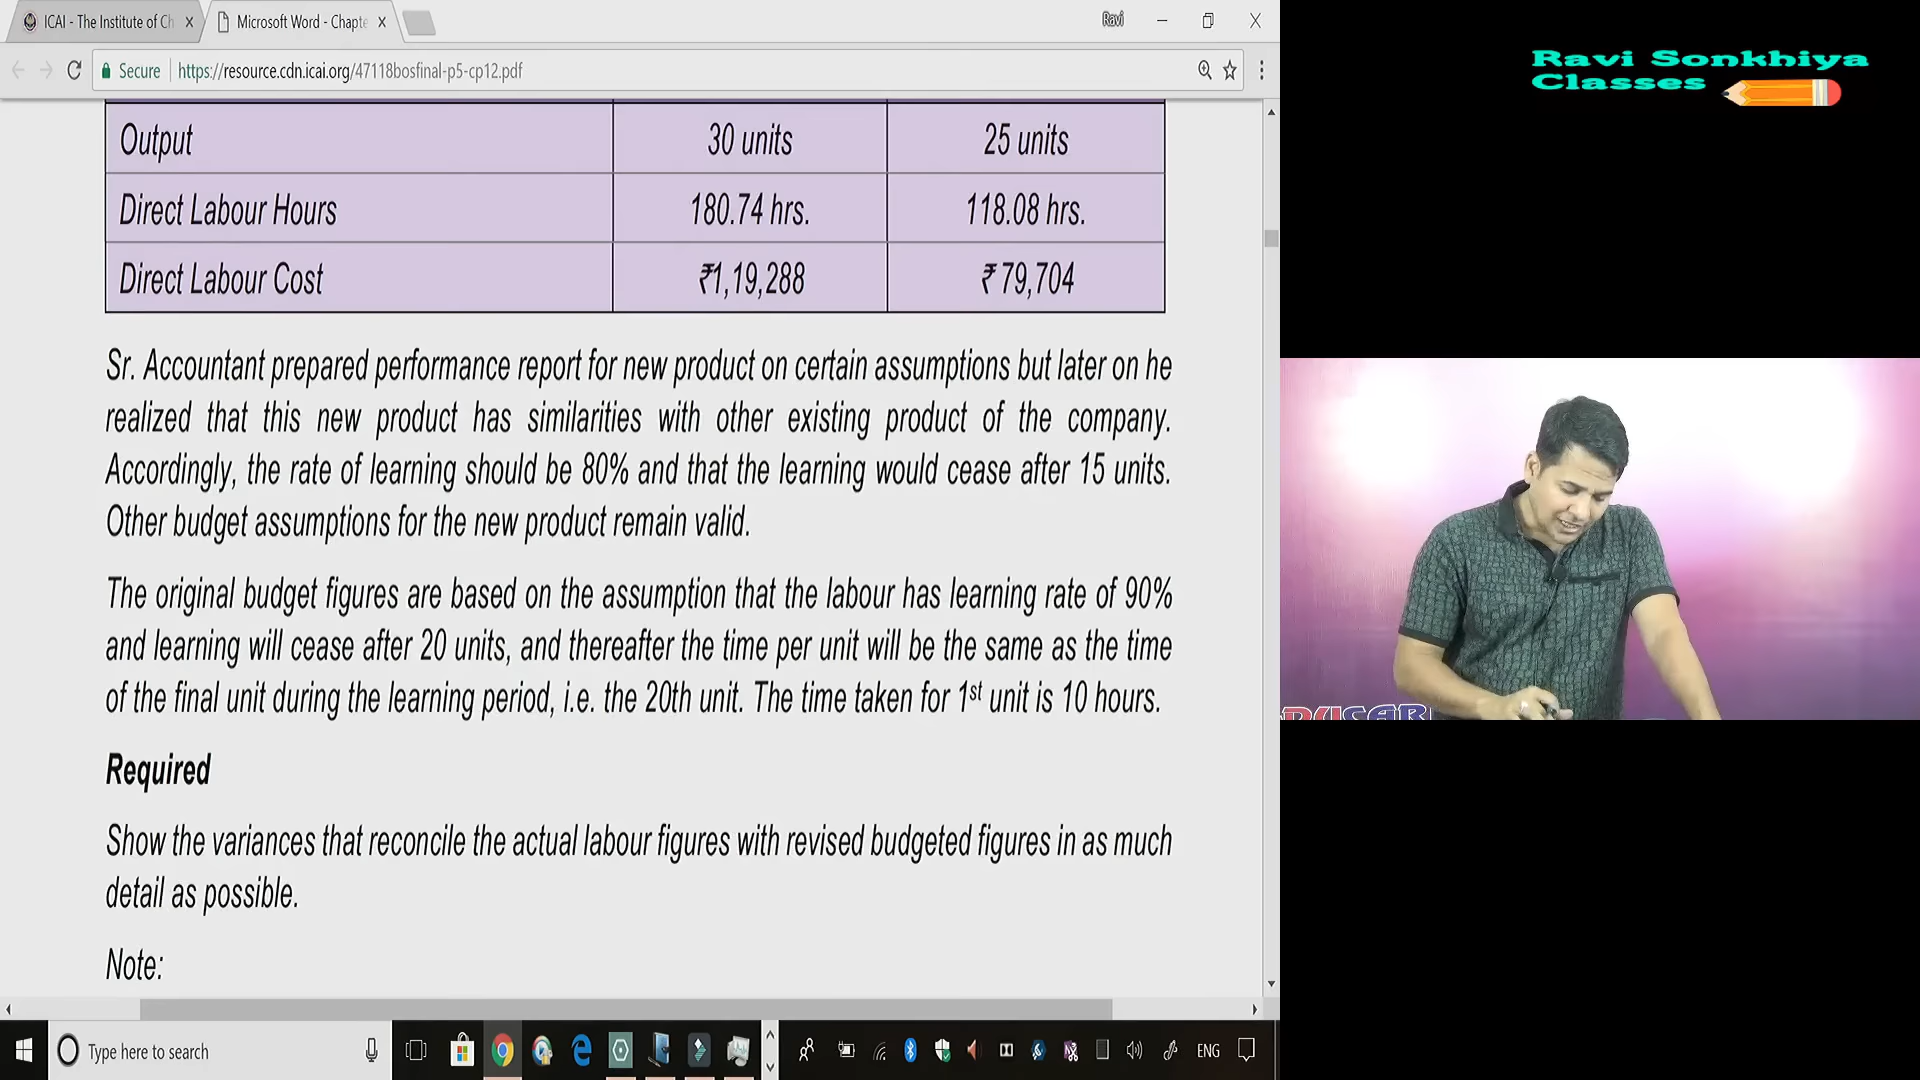 ICAI - The Institute of Ch
Microsoft Word - Chapte
Ravi
Secure
https://resource.cdn.icai.org/47118bosfinal-p5-cp12.pdf
Ravi Sonkhiya
Classes
Output 30 units 25 units
Direct Labour Hours 180.74 hrs. 118.08 hrs.
Direct Labour Cost ₹1,19,288 ₹ 79,704
Sr. Accountant prepared performance report for new product on certain assumptions but later on he
realized that this new product has similarities with other existing product of the company.
Accordingly, the rate of learning should be 80% and that the learning would cease after 15 units.
Other budget assumptions for the new product remain valid.
The original budget figures are based on the assumption that the labour has learning rate of 90%
and learning will cease after 20 units, and thereafter the time per unit will be the same as the time
of the final unit during the learning period, i.e. the 20th unit. The time taken for 1st unit is 10 hours.
Required
Show the variances that reconcile the actual labour figures with revised budgeted figures in as much
detail as possible.
Note:
Type here to search
ENG